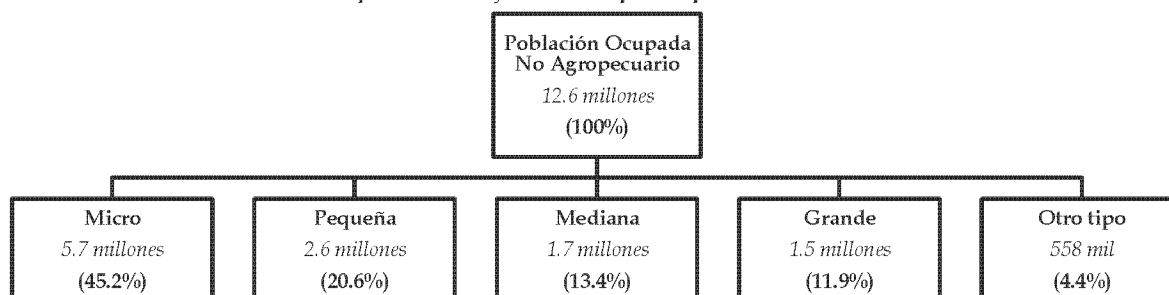 Población Ocupada
No Agropecuario
12.6 millones
(100%)
Micro
5.7 millones
(45.2%)
Pequeña
2.6 millones
(20.6%)
Mediana
1.7 millones
(13.4%)
Grande
1.5 millones
(11.9%)
Otro tipo
558 mil
(4.4%)